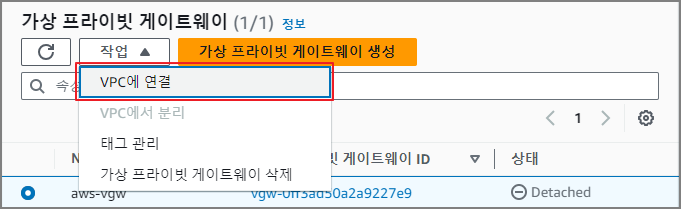 가상 프라이빗 게이트웨이 (1/1) 정보
작업 ▲ 가상 프라이빗 게이트웨이 생성
VPC에 연결
VPC에서 분리
< 1 >
태그 관리
가상 프라이빗 게이트웨이 삭제
게이트웨이 ID 상태
aws-vgw vgw-0ff3ad50a2a9227e9 Detached